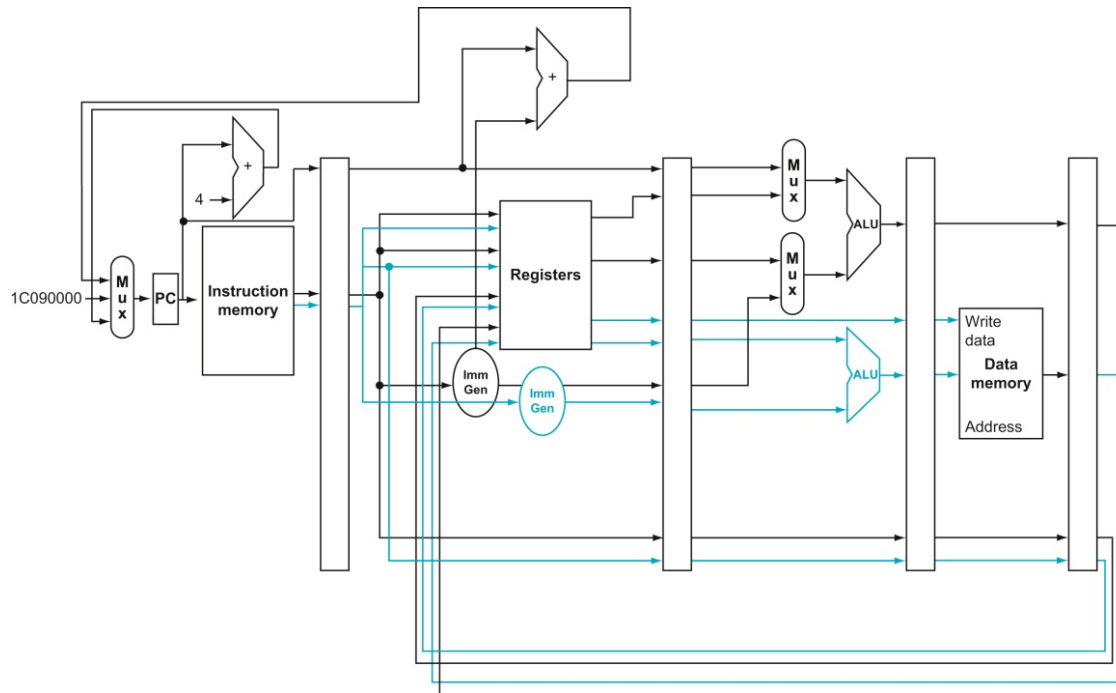 +
+
4
M
u
x
1C090000
PC
Instruction
memory
Registers
Imm
Gen
Imm
Gen
M
u
x
M
u
x
ALU
ALU
Write
data
Data
memory
Address